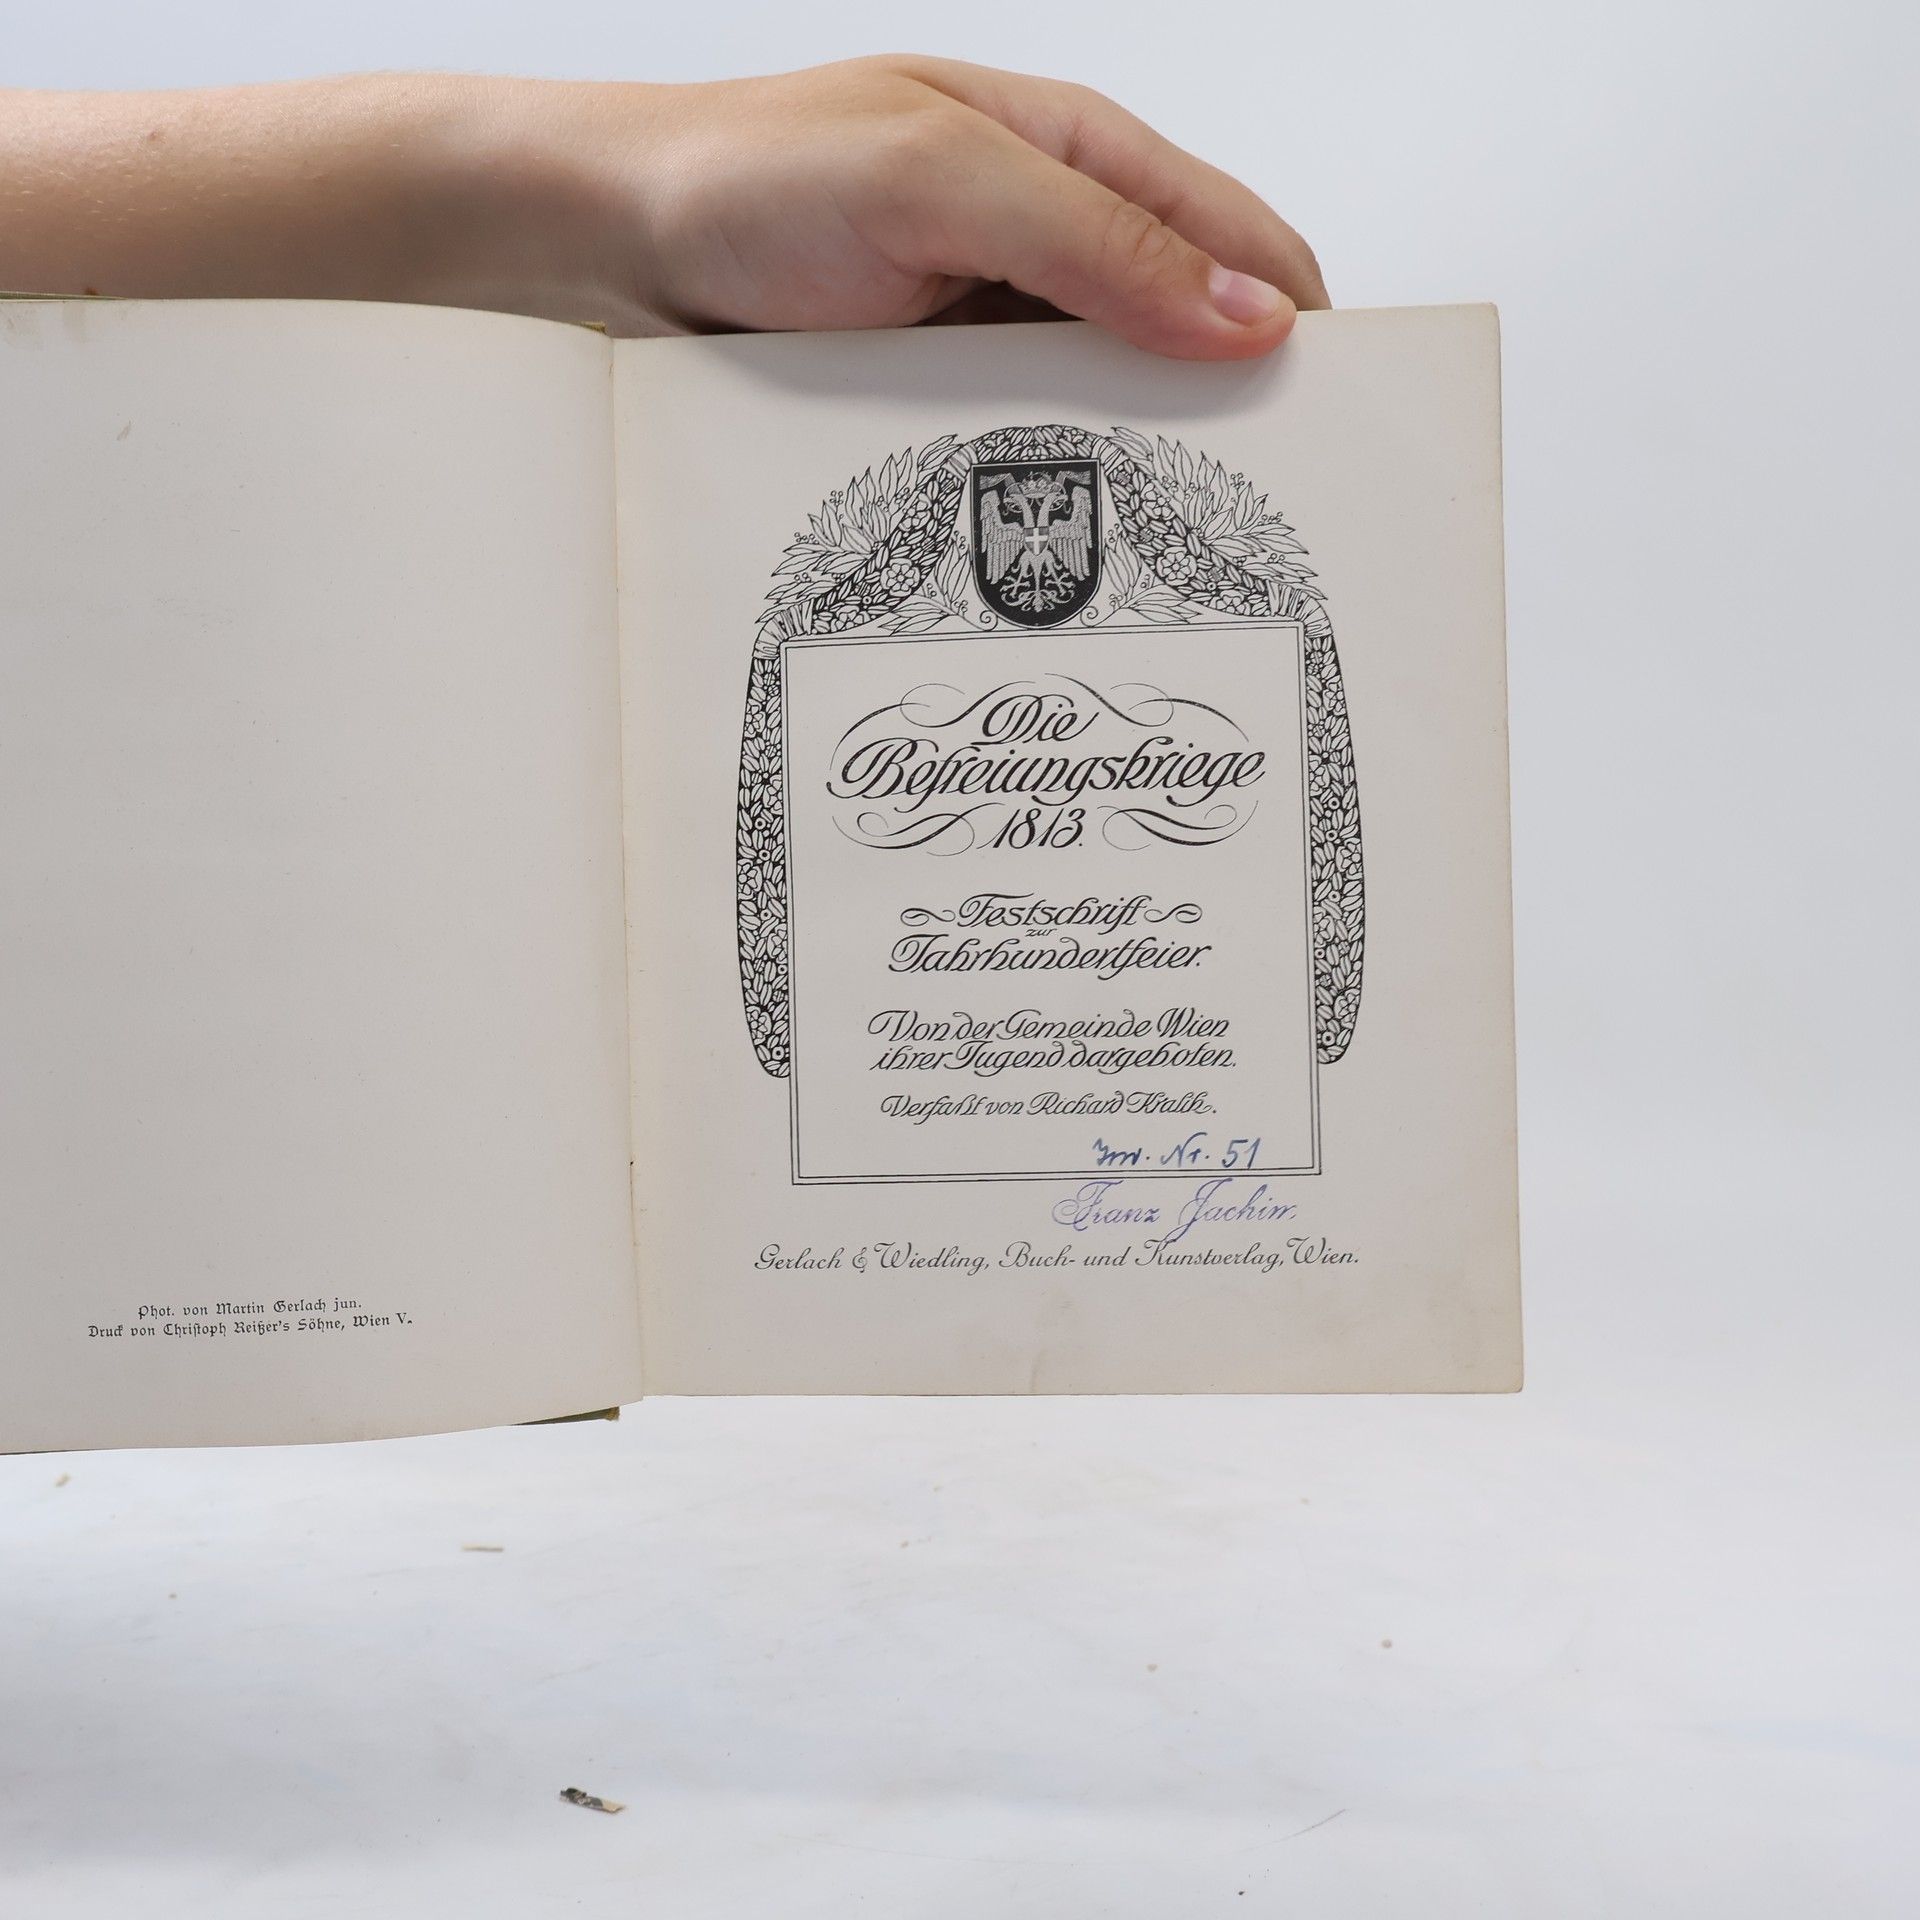 Phot. von Martin Gerlach jun.
Druck von Christoph Reißer's Söhne, Wien V.
Die
Befreiungskriege
1813.
Festschrift
zur
Jahrhundertfeier.
Von der Gemeinde Wien
ihrer Jugend dargeboten.
Verfaßt von Richard Kralik.
Inv. Nr. 51
Franz Jachim.
Gerlach & Wiedling, Buch- und Kunstverlag, Wien.